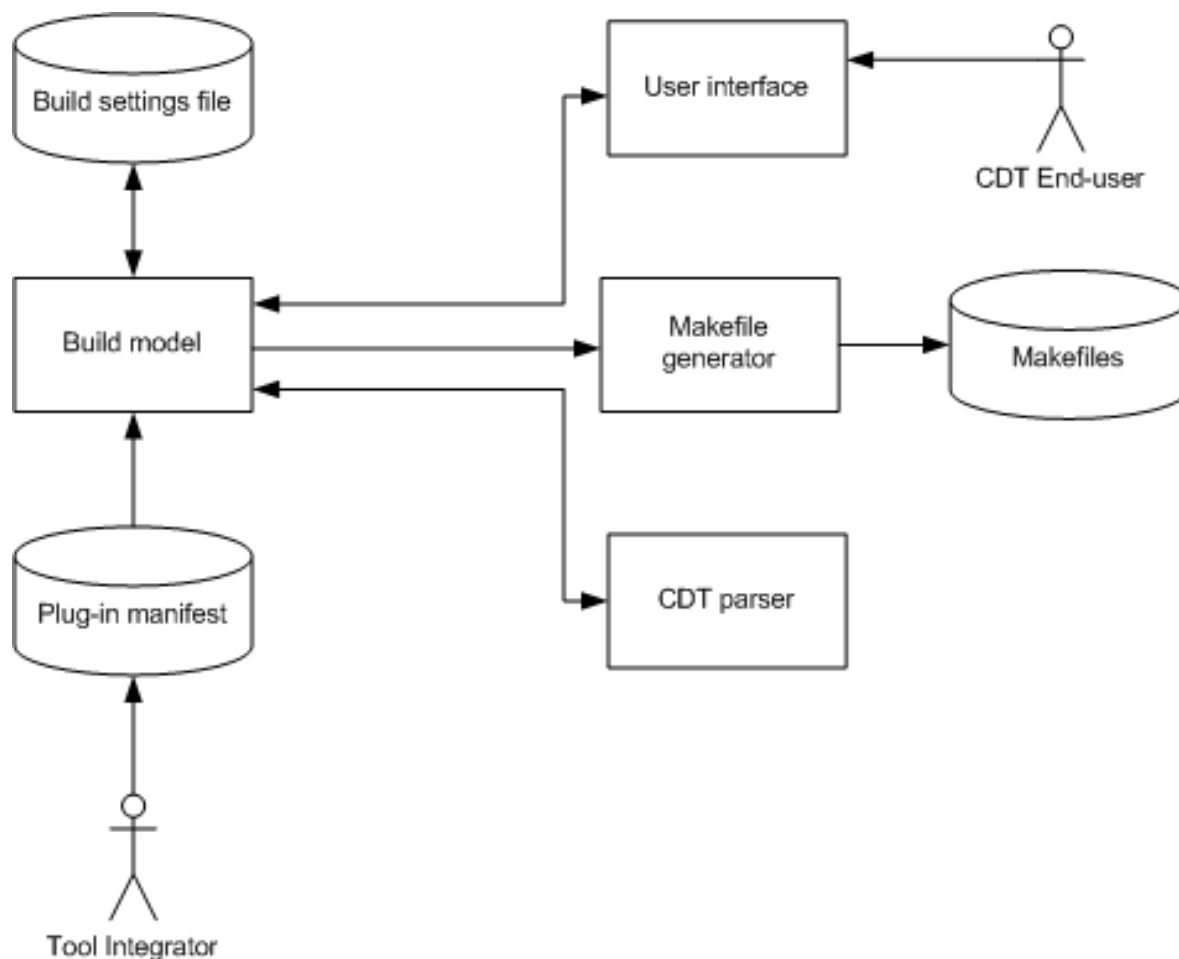 Build settings file
User interface
CDT End-user
Build model
Makefile
generator
Makefiles
Plug-in manifest
CDT parser
Tool Integrator